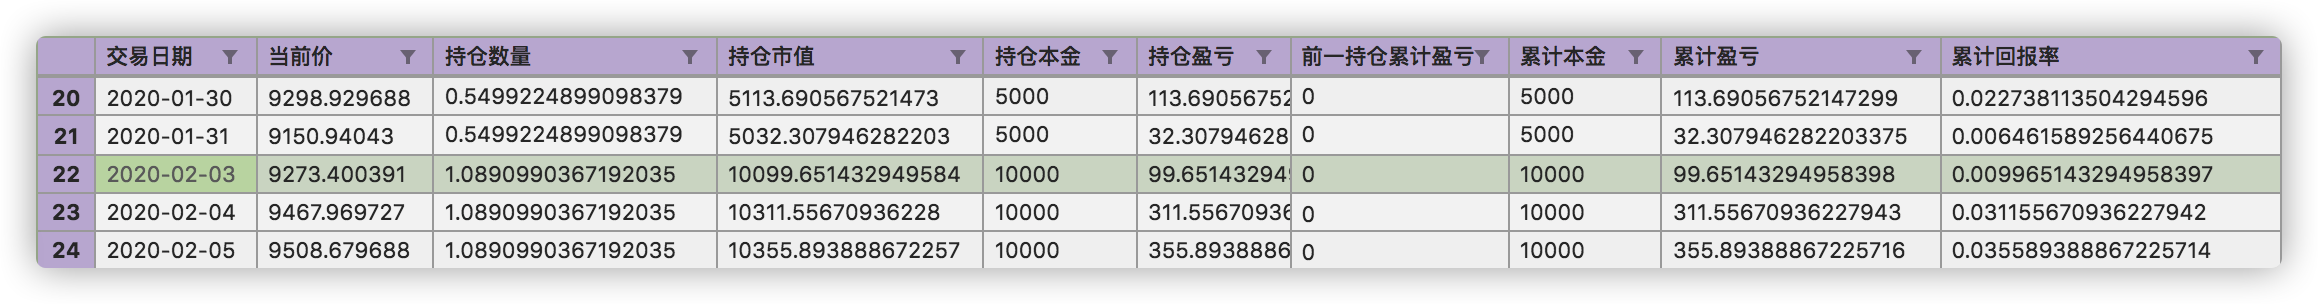 交易日期 当前价 持仓数量 持仓市值 持仓本金 持仓盈亏 前一持仓累计盈亏 累计本金 累计盈亏 累计回报率
20 2020-01-30 9298.929688 0.5499224899098379 5113.690567521473 5000 113.69056752 0 5000 113.69056752147299 0.022738113504294596
21 2020-01-31 9150.94043 0.5499224899098379 5032.307946282203 5000 32.30794628 0 5000 32.307946282203375 0.006461589256440675
22 2020-02-03 9273.400391 1.0890990367192035 10099.651432949584 10000 99.65143294 0 10000 99.65143294958398 0.009965143294958397
23 2020-02-04 9467.969727 1.0890990367192035 10311.55670936228 10000 311.5567093 0 10000 311.55670936227943 0.031155670936227942
24 2020-02-05 9508.679688 1.0890990367192035 10355.893888672257 10000 355.893888 0 10000 355.89388867225716 0.035589388867225714